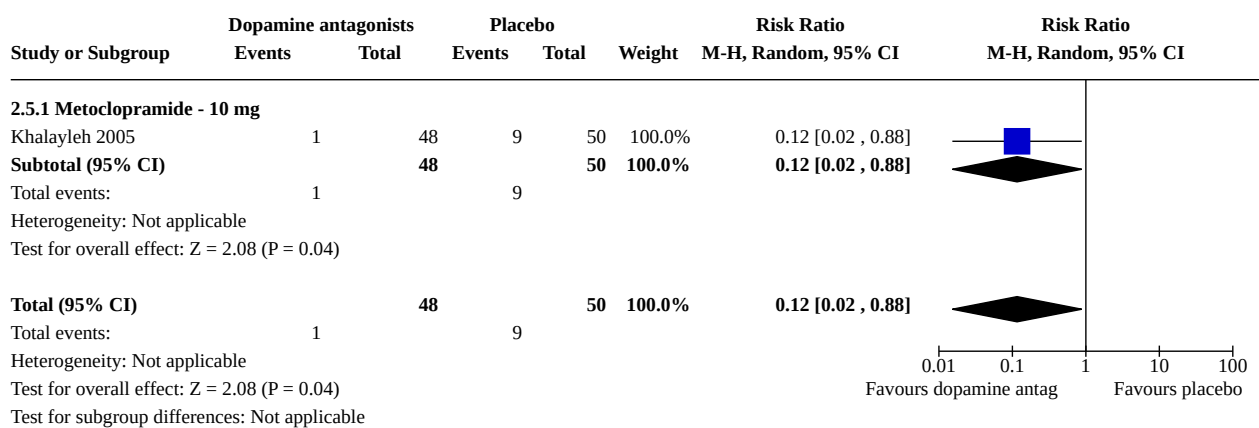 Dopamine antagonists Placebo Risk Ratio Risk Ratio
Study or Subgroup Events Total Events Total Weight M-H, Random, 95% CI M-H, Random, 95% CI
2.5.1 Metoclopramide - 10 mg
Khalayleh 2005 1 48 9 50 100.0% 0.12 [0.02 , 0.88]
Subtotal (95% CI) 48 50 100.0% 0.12 [0.02 , 0.88]
Total events: 1 9
Heterogeneity: Not applicable
Test for overall effect: Z = 2.08 (P = 0.04)
Total (95% CI) 48 50 100.0% 0.12 [0.02 , 0.88]
Total events: 1 9
Heterogeneity: Not applicable
0.01 0.1 1 10 100
Test for overall effect: Z = 2.08 (P = 0.04)
Favours dopamine antag Favours placebo
Test for subgroup differences: Not applicable